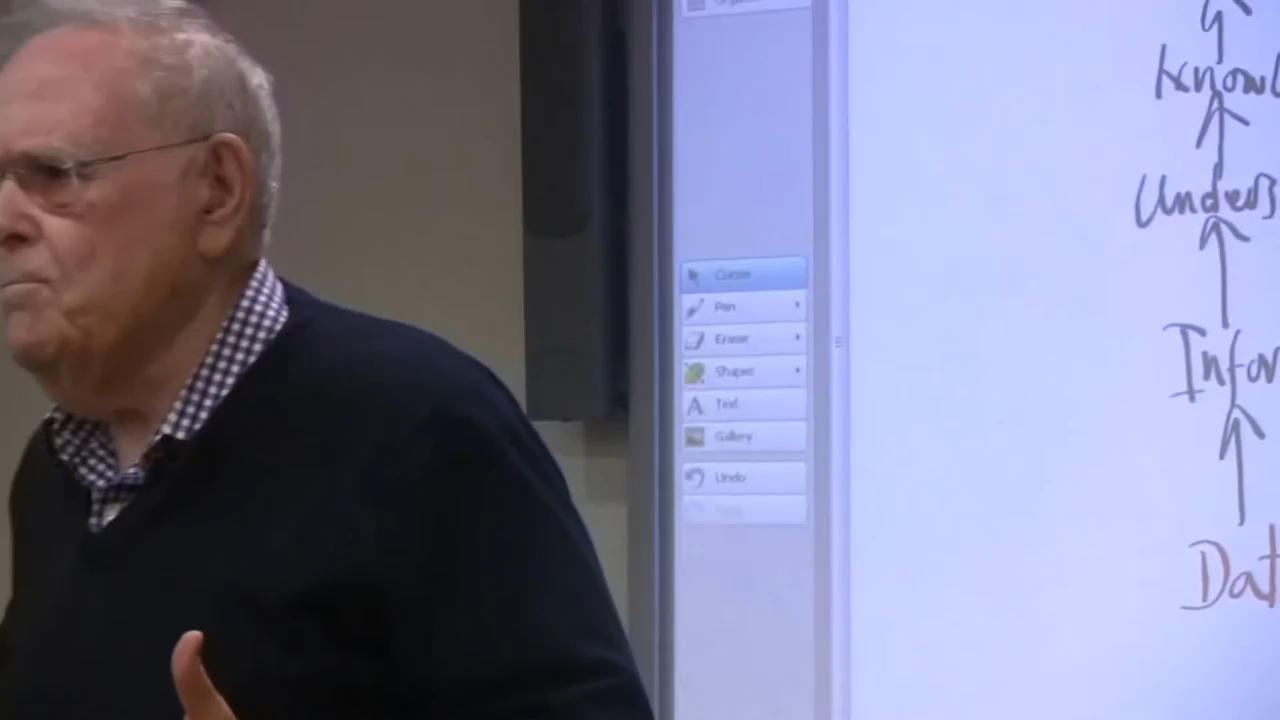 Knowl
Unders
Cursor
Pen
Eraser
Shapes
Infor
A Text
Gallery
Undo
Dat